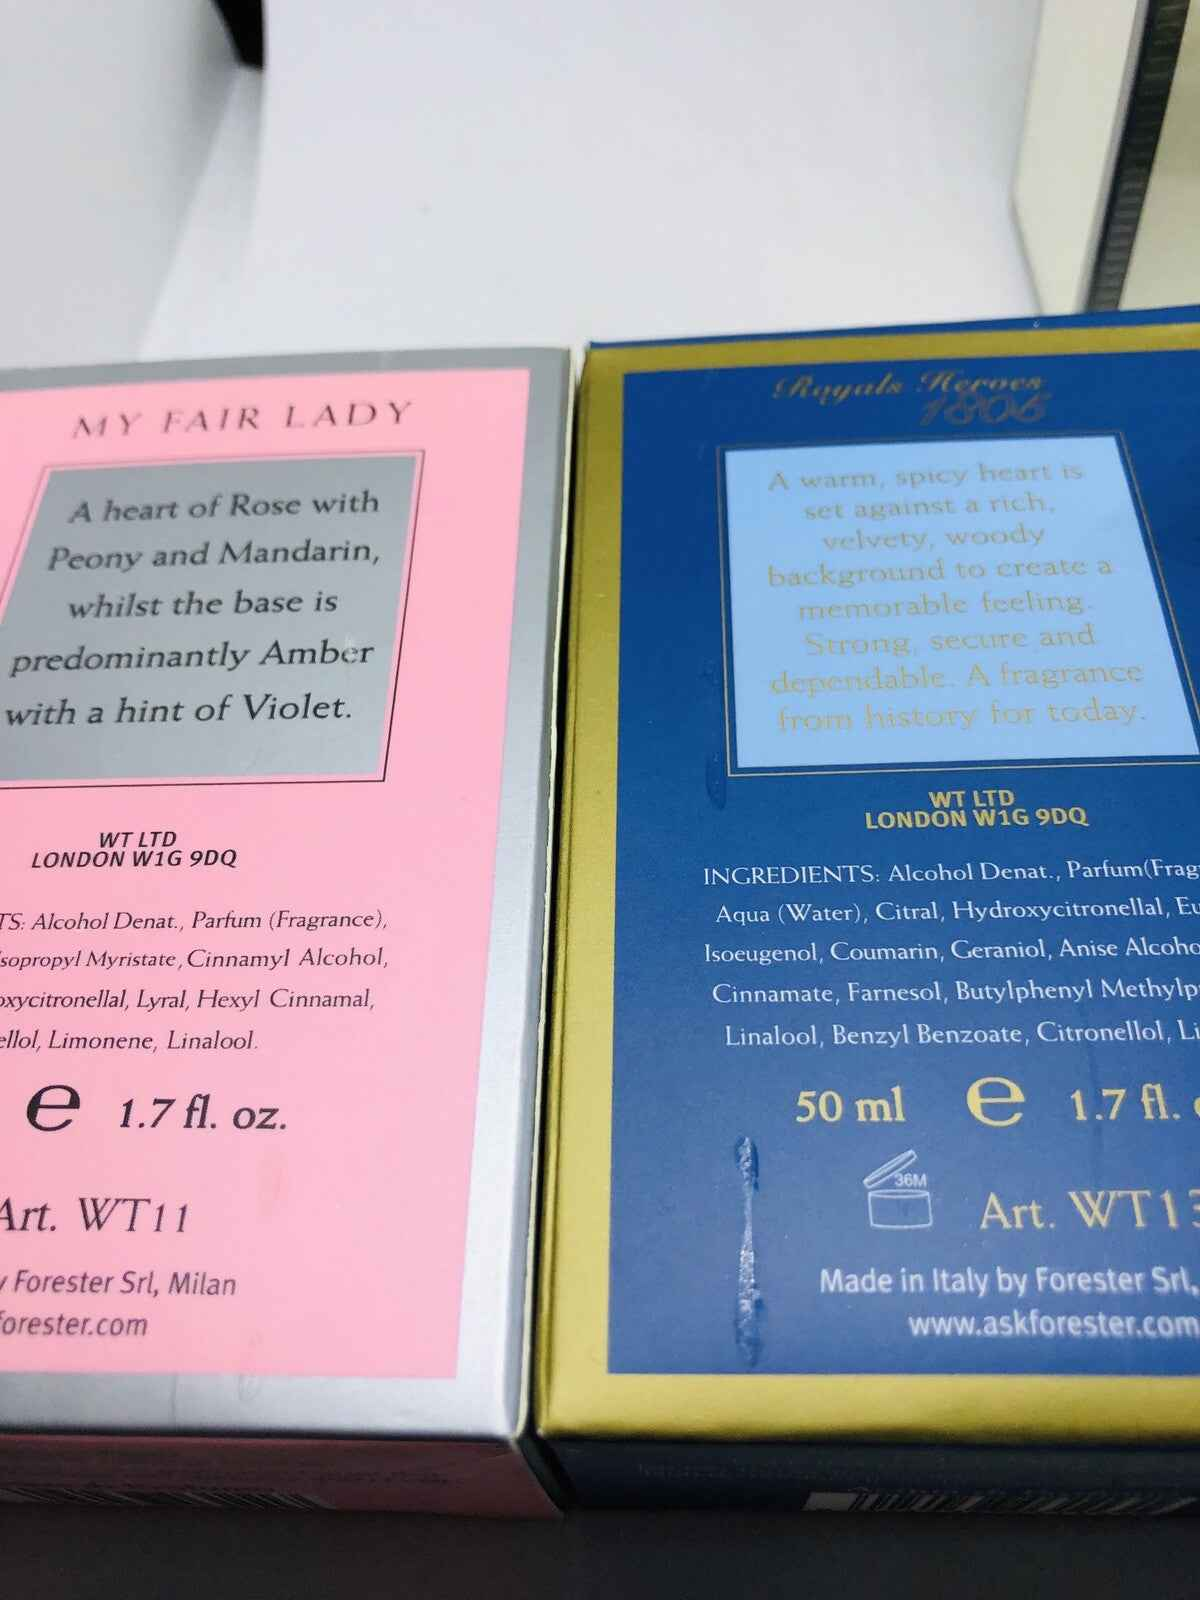 MY FAIR LADY
A heart of Rose with
Peony and Mandarin,
whilst the base is
predominantly Amber
with a hint of Violet.
WT LTD
LONDON W1G 9DQ
TS: Alcohol Denat., Parfum (Fragrance),
sopropyl Myristate, Cinnamyl Alcohol,
oxycitronellal, Lyral, Hexyl Cinnamal,
ellol, Limonene, Linalool.
e 1.7 fl. oz.
Art. WT11
y Forester Srl, Milan
orester.com
Royals Heroes
1806
A warm, spicy heart is
set against a rich,
velvety, woody
background to create a
memorable feeling.
Strong, secure and
dependable. A fragrance
from history for today.
WT LTD
LONDON W1G 9DQ
INGREDIENTS: Alcohol Denat., Parfum(Frag
Aqua (Water), Citral, Hydroxycitronellal, Eu
Isoeugenol, Coumarin, Geraniol, Anise Alcoho
Cinnamate, Farnesol, Butylphenyl Methylp
Linalool, Benzyl Benzoate, Citronellol, Li
50 ml e 1.7 fl.
36M
Art. WT13
Made in Italy by Forester Srl,
www.askforester.com